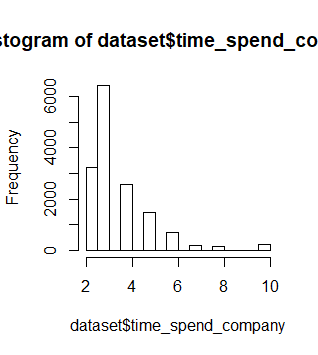 stogram of dataset$time_spend_co
Frequency
6000
4000
2000
0
2 4 6 8 10
dataset$time_spend_company